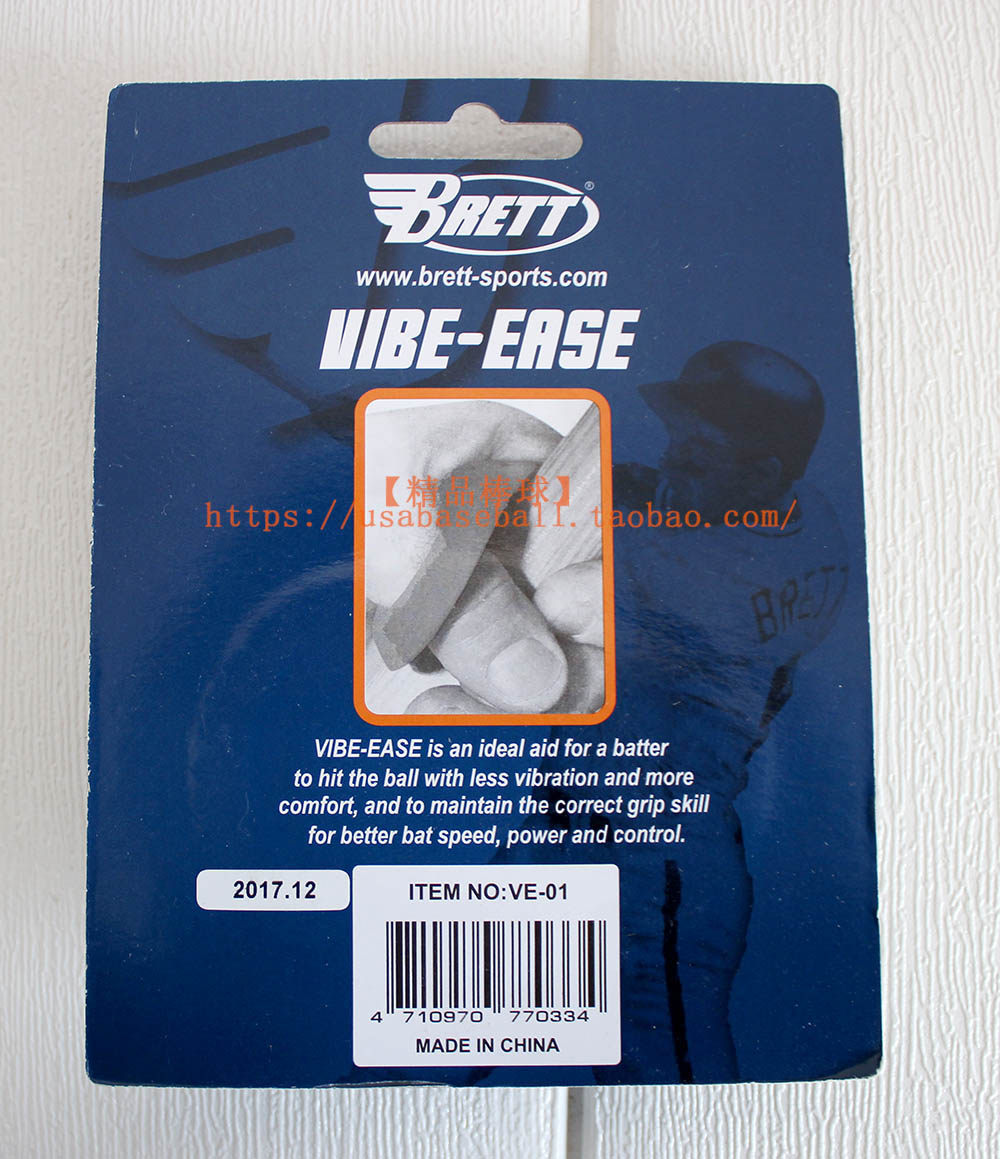 BRETT®
www.brett-sports.com
VIBE-EASE
【精品棒球】
https://usabaseball.taobao.com/
BRETT
VIBE-EASE is an ideal aid for a batter
to hit the ball with less vibration and more
comfort, and to maintain the correct grip skill
for better bat speed, power and control.
2017.12
ITEM NO:VE-01
4 710970 770334
MADE IN CHINA